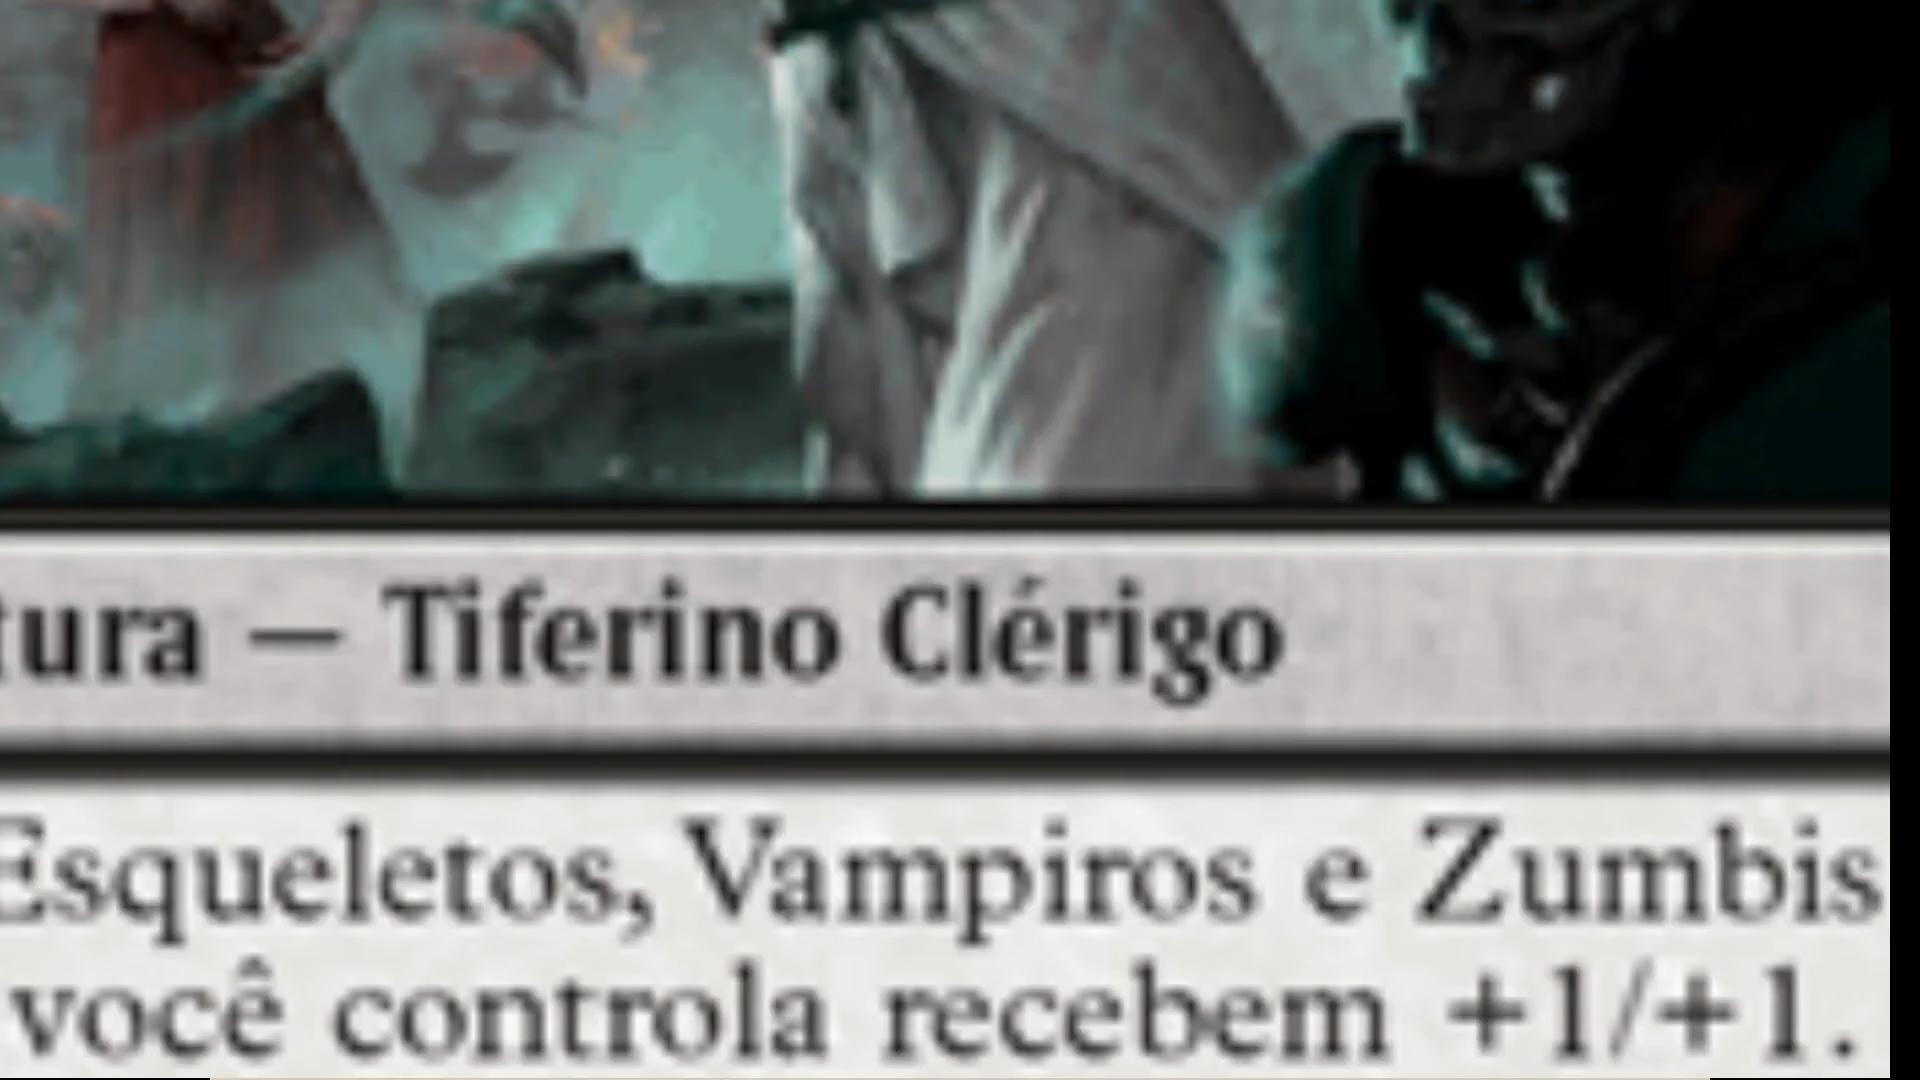 tura — Tiferino Clérigo
Esqueletos, Vampiros e Zumbis
você controla recebem +1/+1.